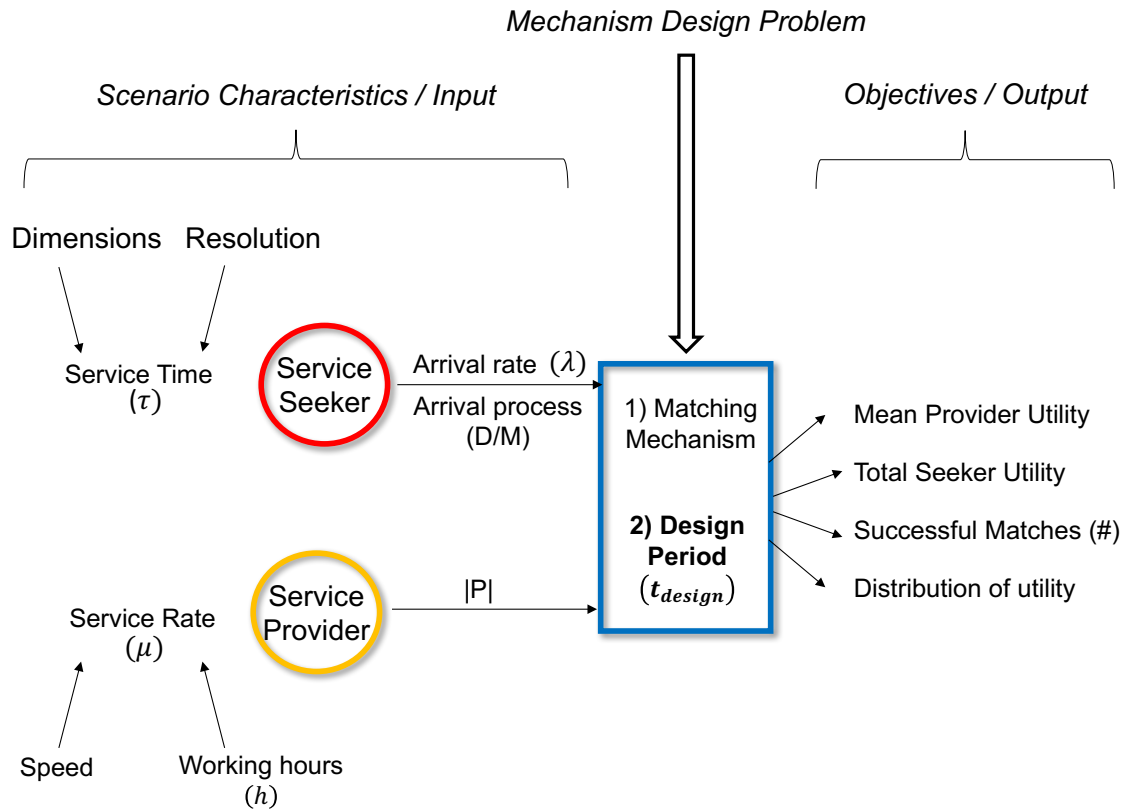 Mechanism Design Problem
Scenario Characteristics / Input
Objectives / Output
Dimensions
Resolution
Service Time
(τ)
Service
Seeker
Arrival rate (λ)
Arrival process
(D/M)
1) Matching
Mechanism
2) Design
Period
(t_design)
Mean Provider Utility
Total Seeker Utility
Successful Matches (#)
Distribution of utility
Service Rate
(μ)
Service
Provider
|P|
Speed
Working hours
(h)